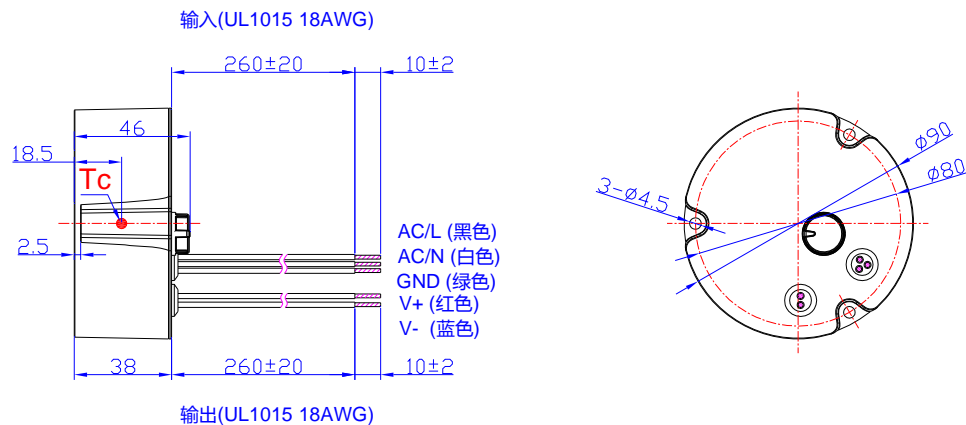 输入(UL1015 18AWG)
260±20
10±2
46
18.5
Tc
2.5
AC/L (黑色)
AC/N (白色)
GND (绿色)
V+ (红色)
V- (蓝色)
38
260±20
10±2
输出(UL1015 18AWG)
ø90
ø80
3-ø4.5